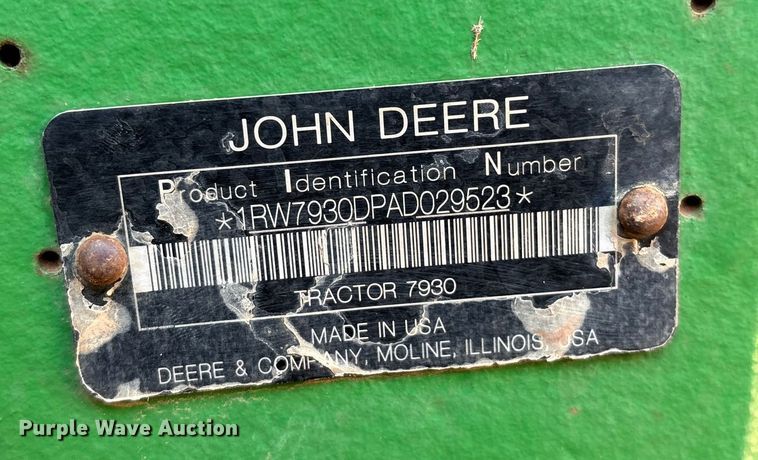 JOHN DEERE
Product Identification Number
*1RW7930DPAD029523*
TRACTOR 7930
MADE IN USA
DEERE & COMPANY, MOLINE, ILLINOIS, USA
Purple Wave Auction